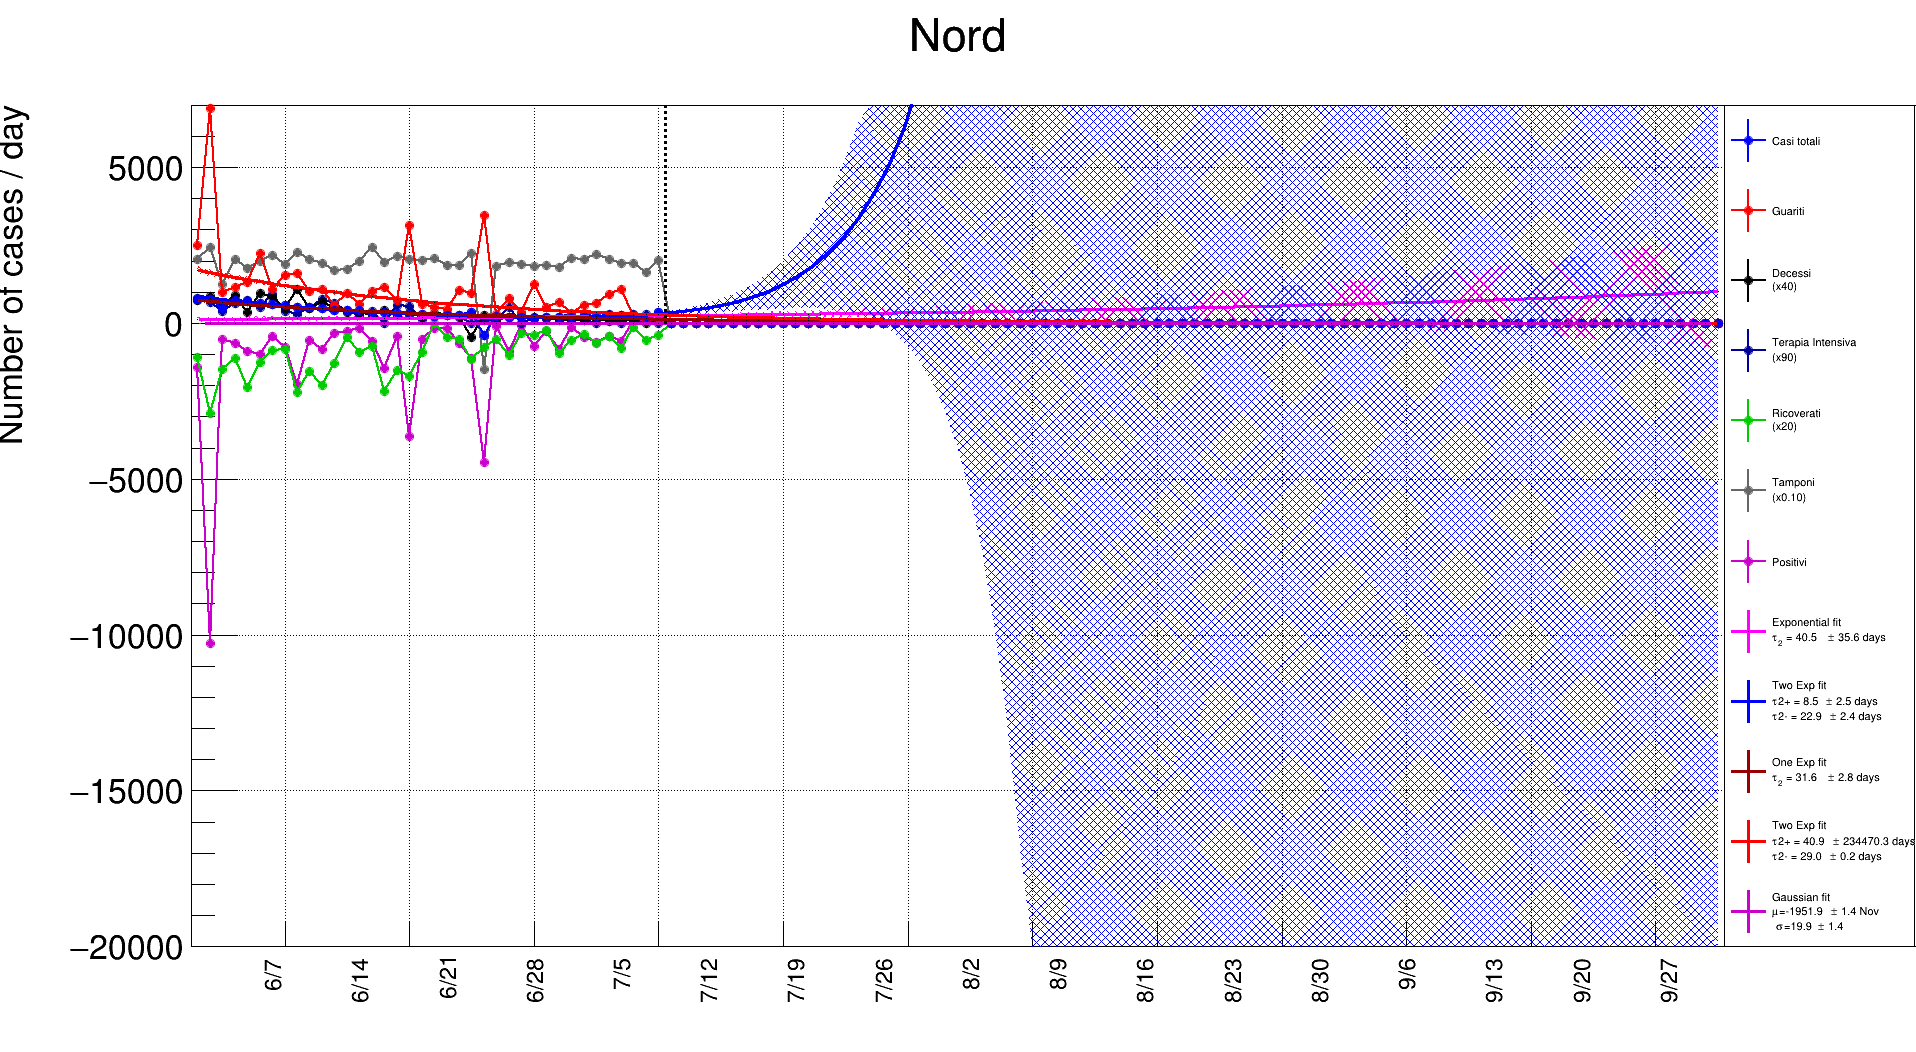 Nord
Number of cases / day
5000
0
−5000
−10000
−15000
−20000
6/7
6/14
6/21
6/28
7/5
7/12
7/19
7/26
8/2
8/9
8/16
8/23
8/30
9/6
9/13
9/20
9/27
Casi totali
Guariti
Decessi
(x40)
Terapia Intensiva
(x90)
Ricoverati
(x20)
Tamponi
(x0.10)
Positivi
Exponential fit
τ2 = 40.5 ± 35.6 days
Two Exp fit
τ2+ = 8.5 ± 2.5 days
τ2- = 22.9 ± 2.4 days
One Exp fit
τ2 = 31.6 ± 2.8 days
Two Exp fit
τ2+ = 40.9 ± 234470.3 days
τ2- = 29.0 ± 0.2 days
Gaussian fit
μ=-1951.9 ± 1.4 Nov
σ=19.9 ± 1.4